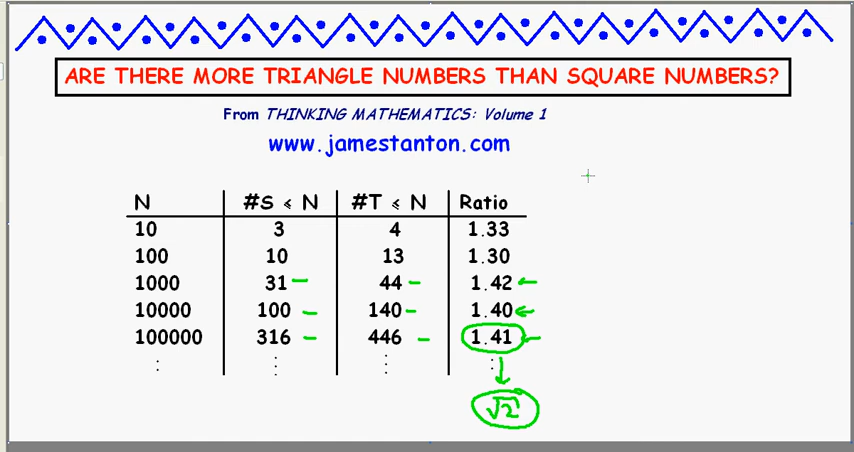 ARE THERE MORE TRIANGLE NUMBERS THAN SQUARE NUMBERS?
From THINKING MATHEMATICS: Volume 1
www.jamestanton.com
N #S ≤ N #T ≤ N Ratio
10 3 4 1.33
100 10 13 1.30
1000 31 44 1.42
10000 100 140 1.40
100000 316 446 1.41
⋮ ⋮ ⋮ ⋮
√2